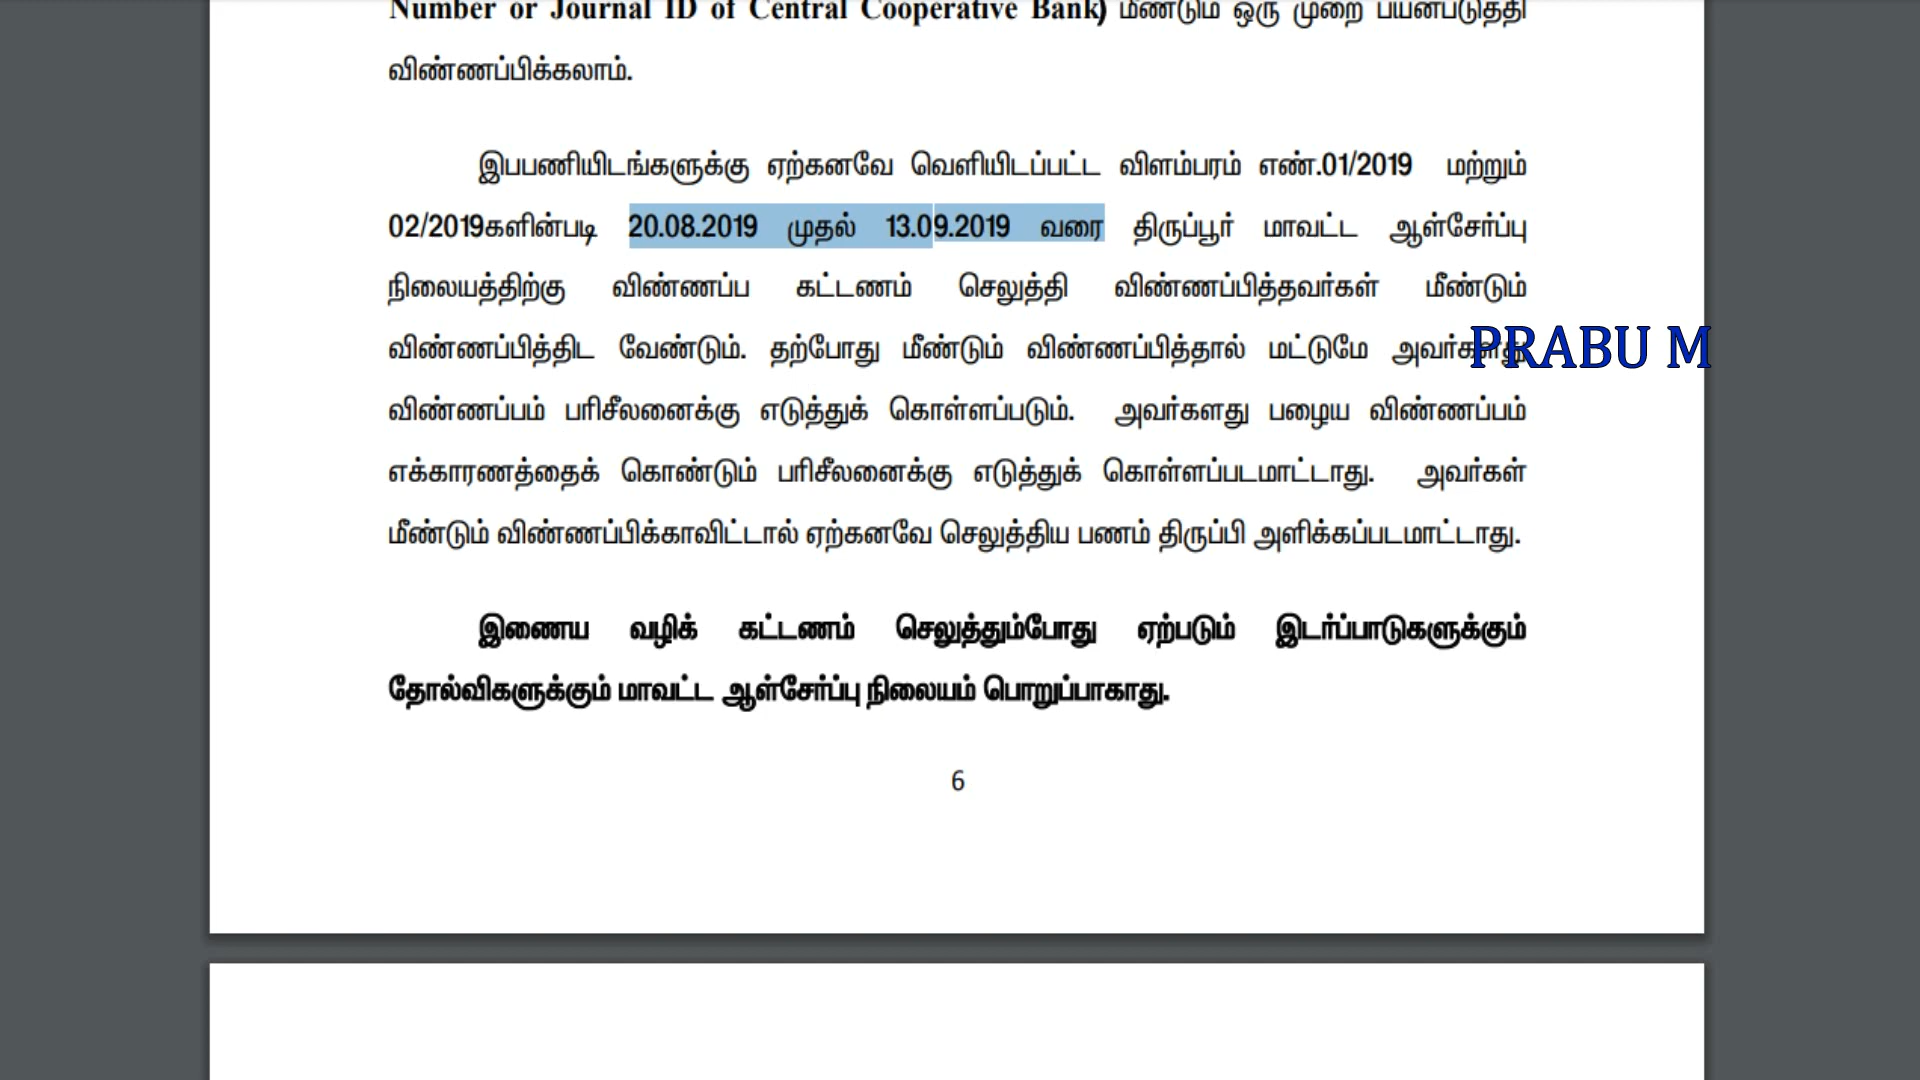 Number or Journal ID of Central Cooperative Bank) மீண்டும் ஒரு முறை பயன்படுத்தி
விண்ணப்பிக்கலாம்.
இபபணியிடங்களுக்கு ஏற்கனவே வெளியிடப்பட்ட விளம்பரம் எண்.01/2019 மற்றும்
02/2019களின்படி 20.08.2019 முதல் 13.09.2019 வரை திருப்பூர் மாவட்ட ஆள்சேர்ப்பு
நிலையத்திற்கு விண்ணப்ப கட்டணம் செலுத்தி விண்ணப்பித்தவர்கள் மீண்டும்
விண்ணப்பித்திட வேண்டும். தற்போது மீண்டும் விண்ணப்பித்தால் மட்டுமே அவர்களது
PRABU M
விண்ணப்பம் பரிசீலனைக்கு எடுத்துக் கொள்ளப்படும். அவர்களது பழைய விண்ணப்பம்
எக்காரணத்தைக் கொண்டும் பரிசீலனைக்கு எடுத்துக் கொள்ளப்படமாட்டாது. அவர்கள்
மீண்டும் விண்ணப்பிக்காவிட்டால் ஏற்கனவே செலுத்திய பணம் திருப்பி அளிக்கப்படமாட்டாது.
இணைய வழிக் கட்டணம் செலுத்தும்போது ஏற்படும் இடர்ப்பாடுகளுக்கும்
தோல்விகளுக்கும் மாவட்ட ஆள்சேர்ப்பு நிலையம் பொறுப்பாகாது.
6